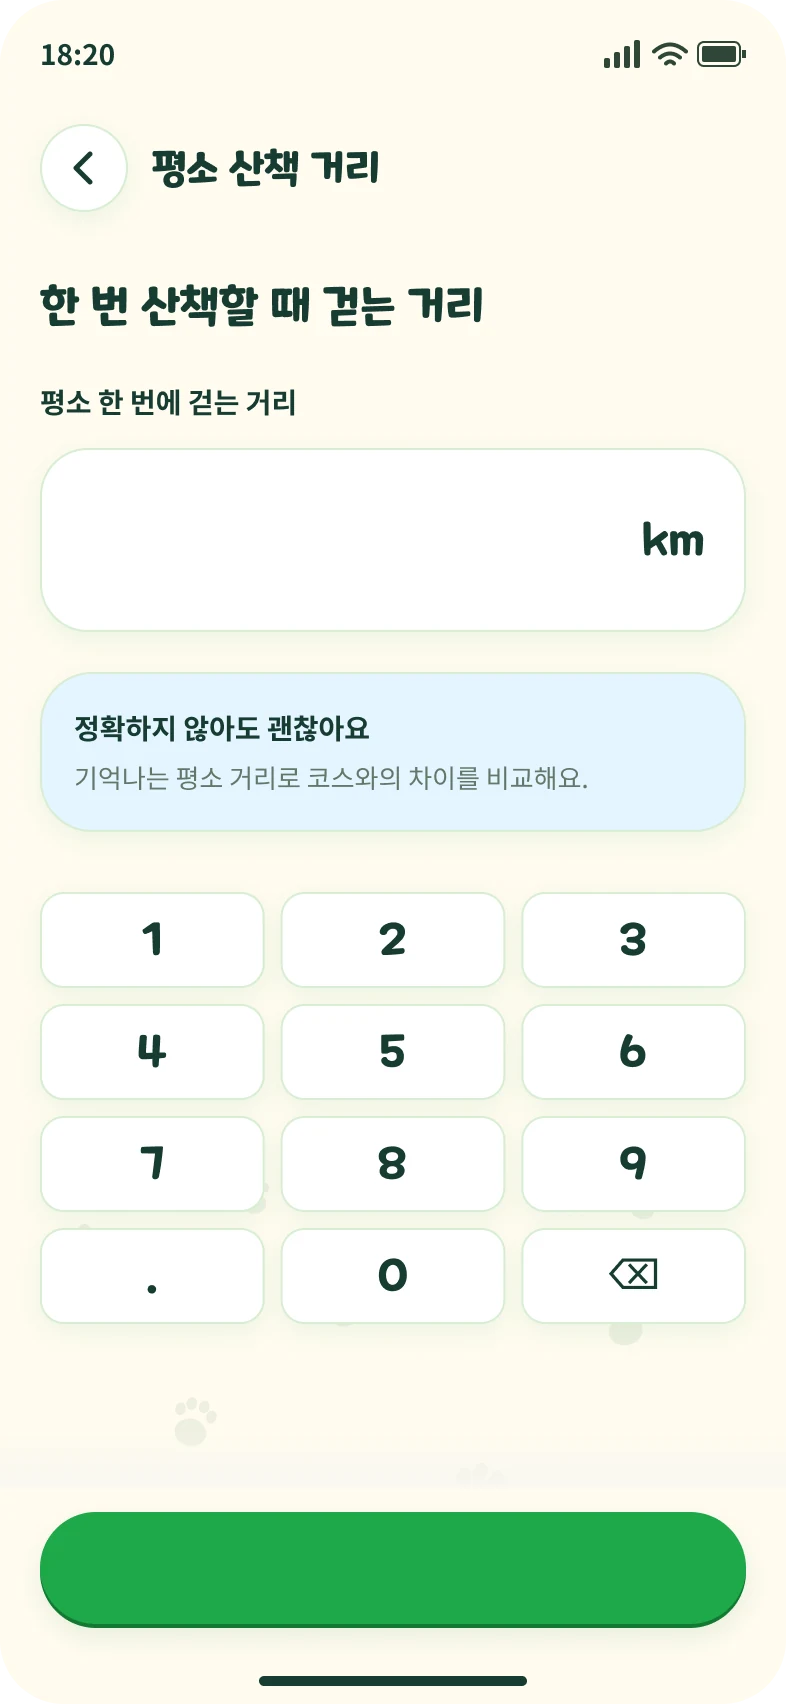 18:20
평소 산책 거리
한 번 산책할 때 걷는 거리
평소 한 번에 걷는 거리
km
정확하지 않아도 괜찮아요
기억나는 평소 거리로 코스와의 차이를 비교해요.
1 2 3
4 5 6
7 8 9
. 0